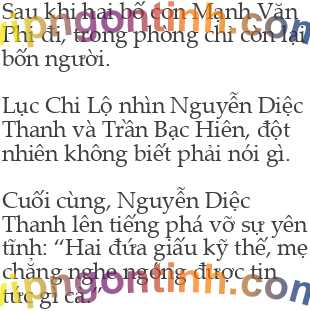 Sau khi hai bố con Mạnh Văn
Phi đi, trong phòng chỉ còn lại
bốn người.
Lục Chi Lộ nhìn Nguyễn Diệc
Thanh và Trần Bạc Hiên, đột
nhiên không biết phải nói gì.
Cuối cùng, Nguyễn Diệc
Thanh lên tiếng phá vỡ sự yên
tĩnh: “Hai đứa giấu kỹ thế, mẹ
chẳng nghe ngóng được tin
tức gì cả.”
vipngontinh.com
vipngontinh.com